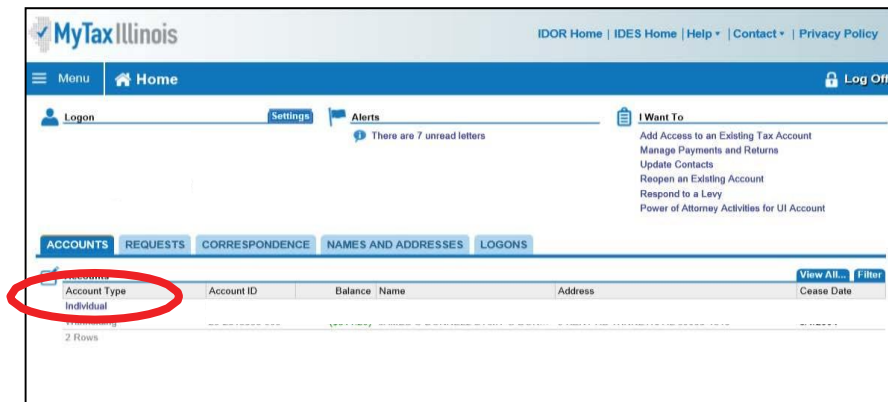 MyTax Illinois
IDOR Home | IDES Home | Help | Contact | Privacy Policy
Menu Home Log Off
Logon Settings
Alerts
There are 7 unread letters
I Want To
Add Access to an Existing Tax Account
Manage Payments and Returns
Update Contacts
Reopen an Existing Account
Respond to a Levy
Power of Attorney Activities for UI Account
ACCOUNTS REQUESTS CORRESPONDENCE NAMES AND ADDRESSES LOGONS
Accounts View All... Filter
Account Type Account ID Balance Name Address Cease Date
Individual
2 Rows